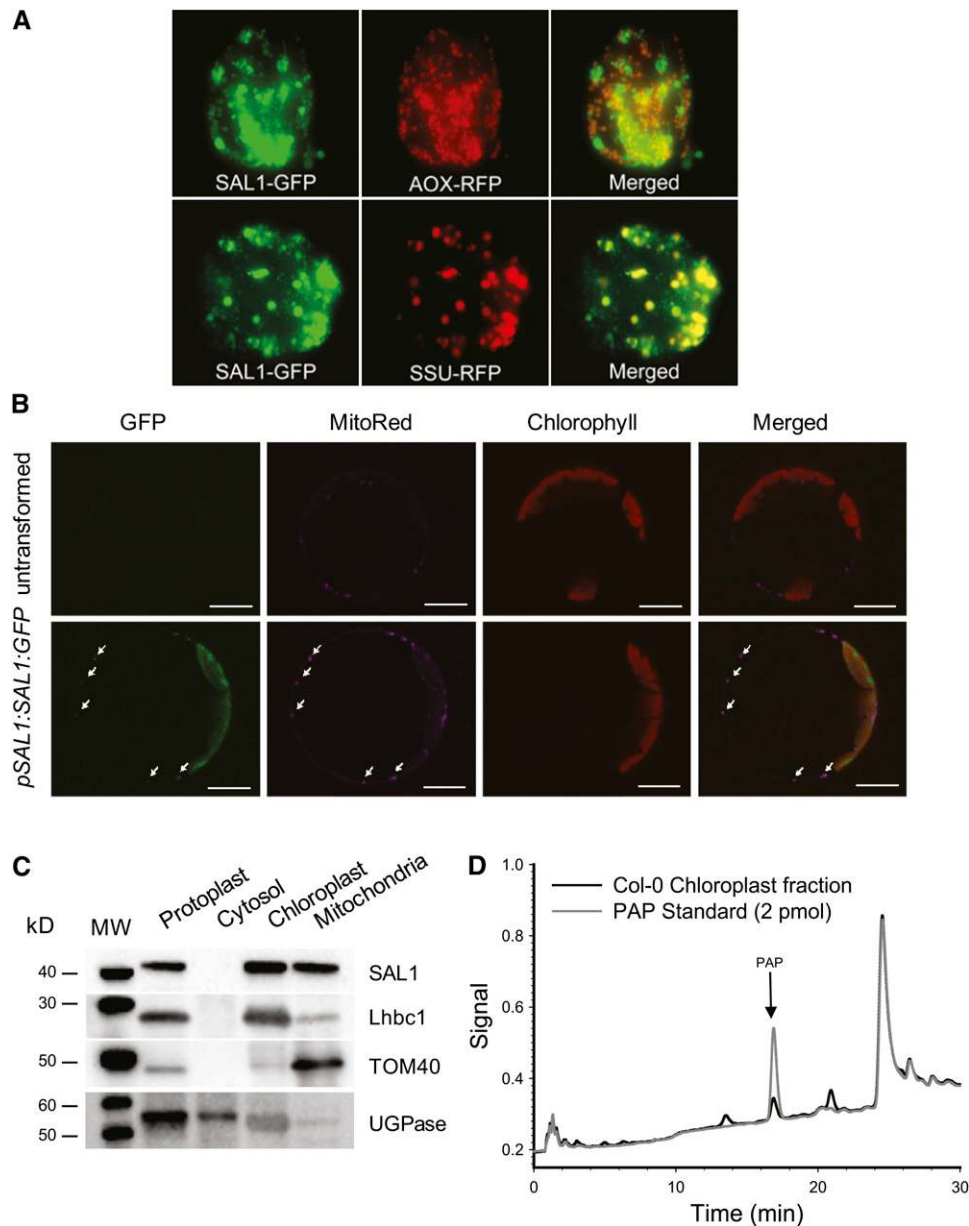 A
SAL1-GFP
AOX-RFP
Merged
SAL1-GFP
SSU-RFP
Merged
B
GFP
MitoRed
Chlorophyll
Merged
untransformed
pSAL1:SAL1:GFP
C
kD
MW
Protoplast
Cytosol
Chloroplast
Mitochondria
40
SAL1
30
Lhbc1
50
TOM40
60
50
UGPase
D
1.0
0.8
0.6
0.4
0.2
Signal
Col-0 Chloroplast fraction
PAP Standard (2 pmol)
PAP
0 10 20 30
Time (min)